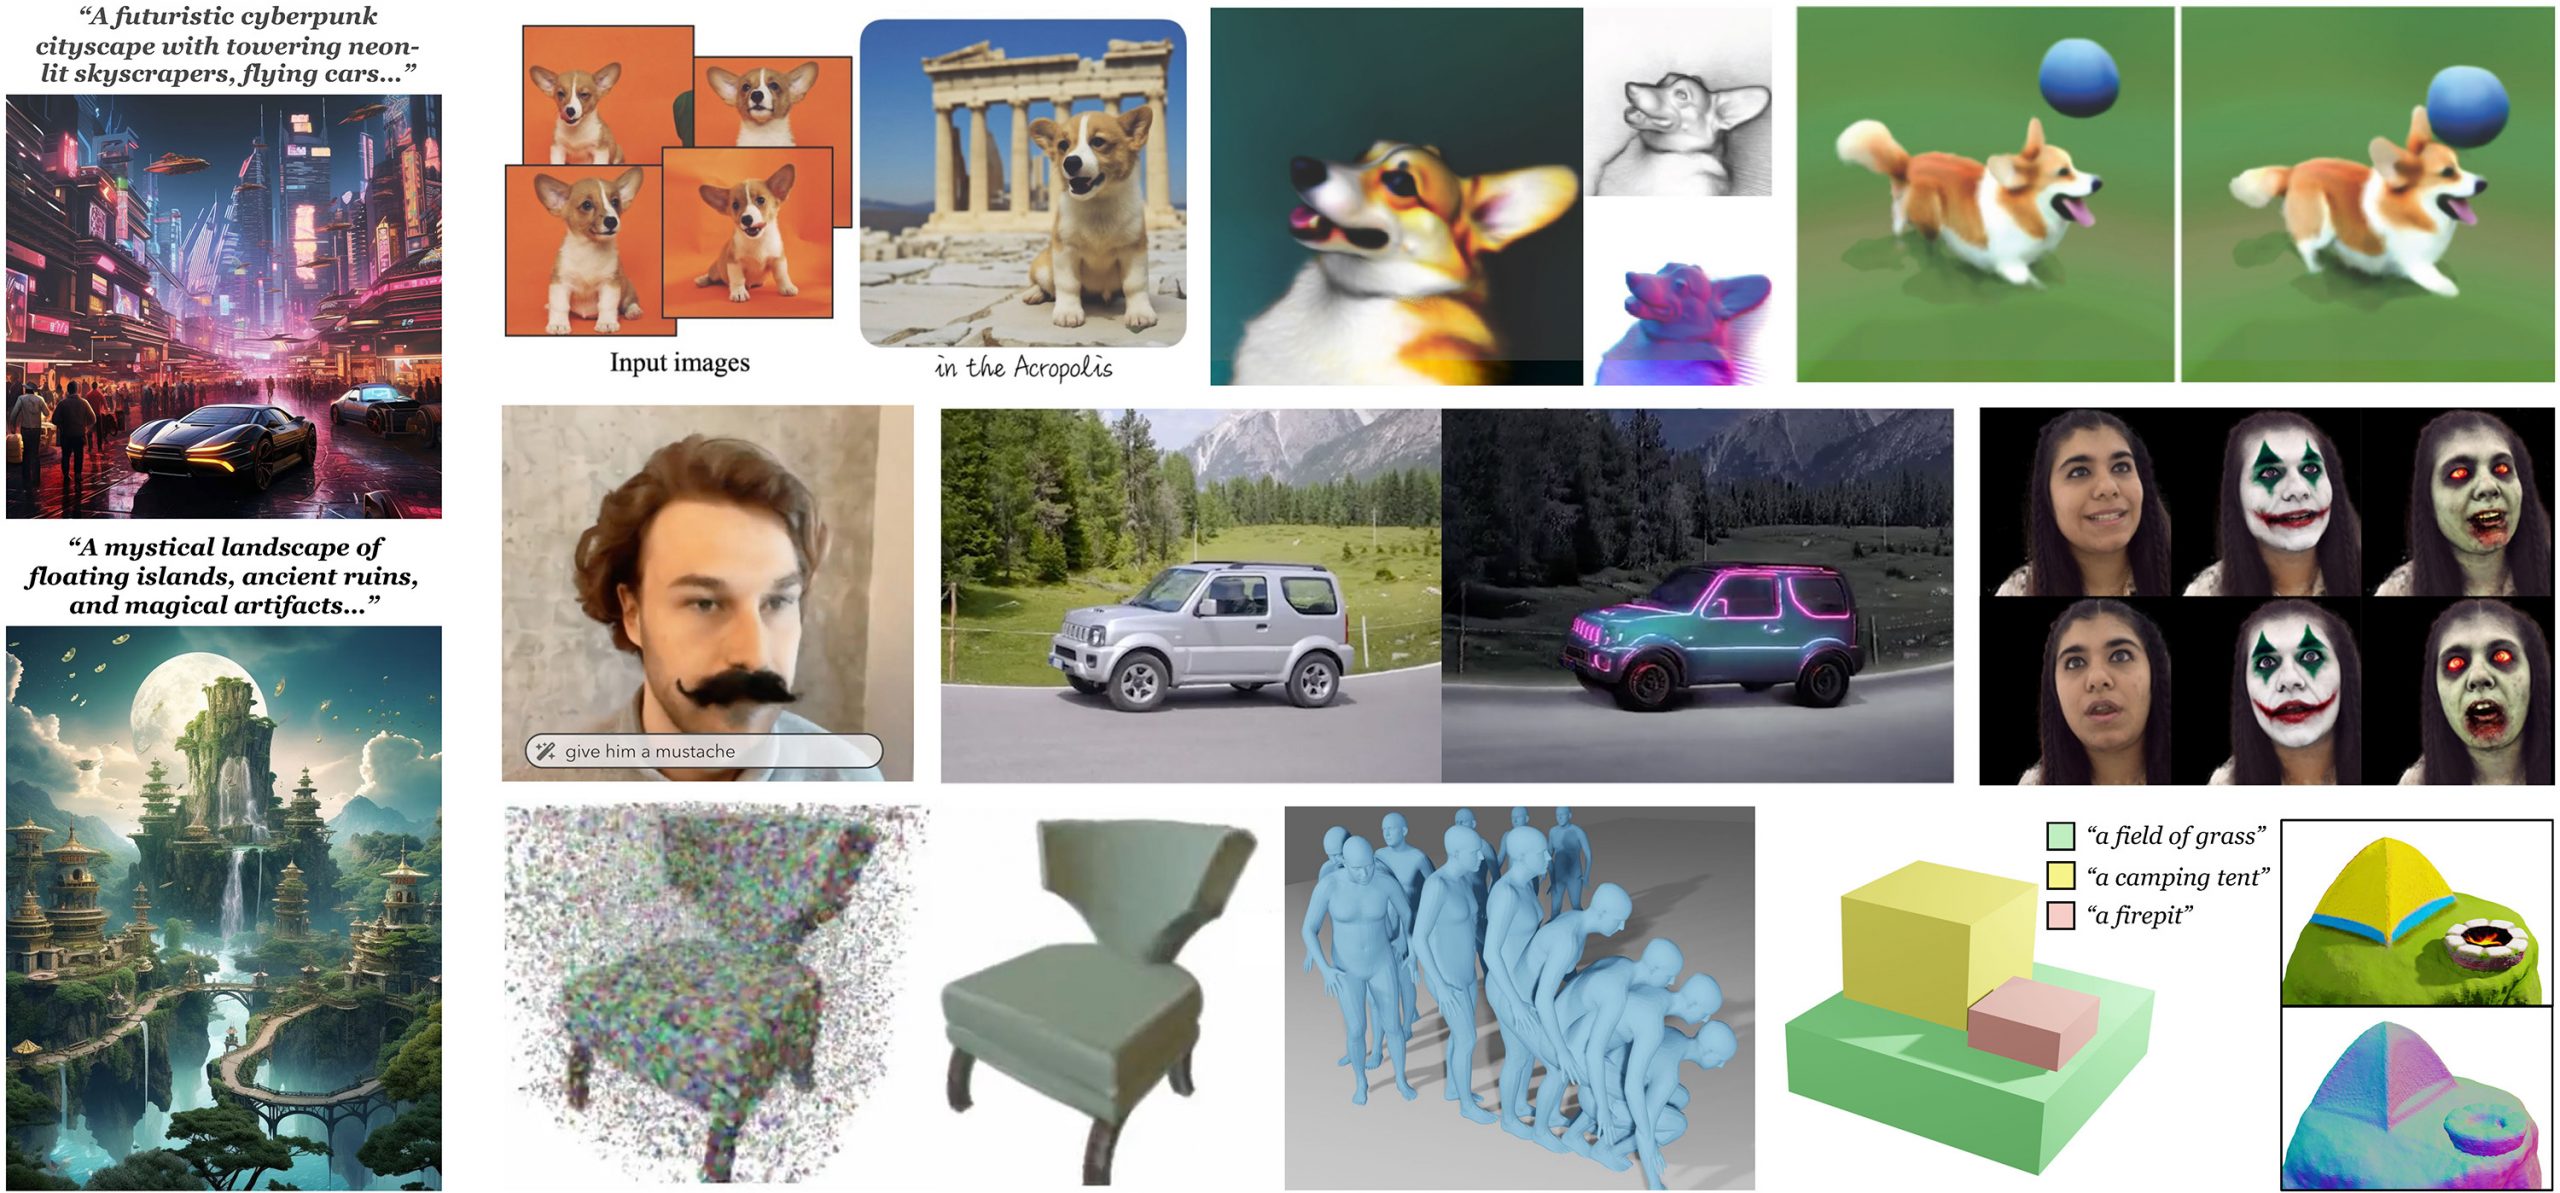 “A futuristic cyberpunk
cityscape with towering neon-
lit skyscrapers, flying cars...”
“A mystical landscape of
floating islands, ancient ruins,
and magical artifacts...”
Input images
in the Acropolis
give him a mustache
“a field of grass”
“a camping tent”
“a firepit”